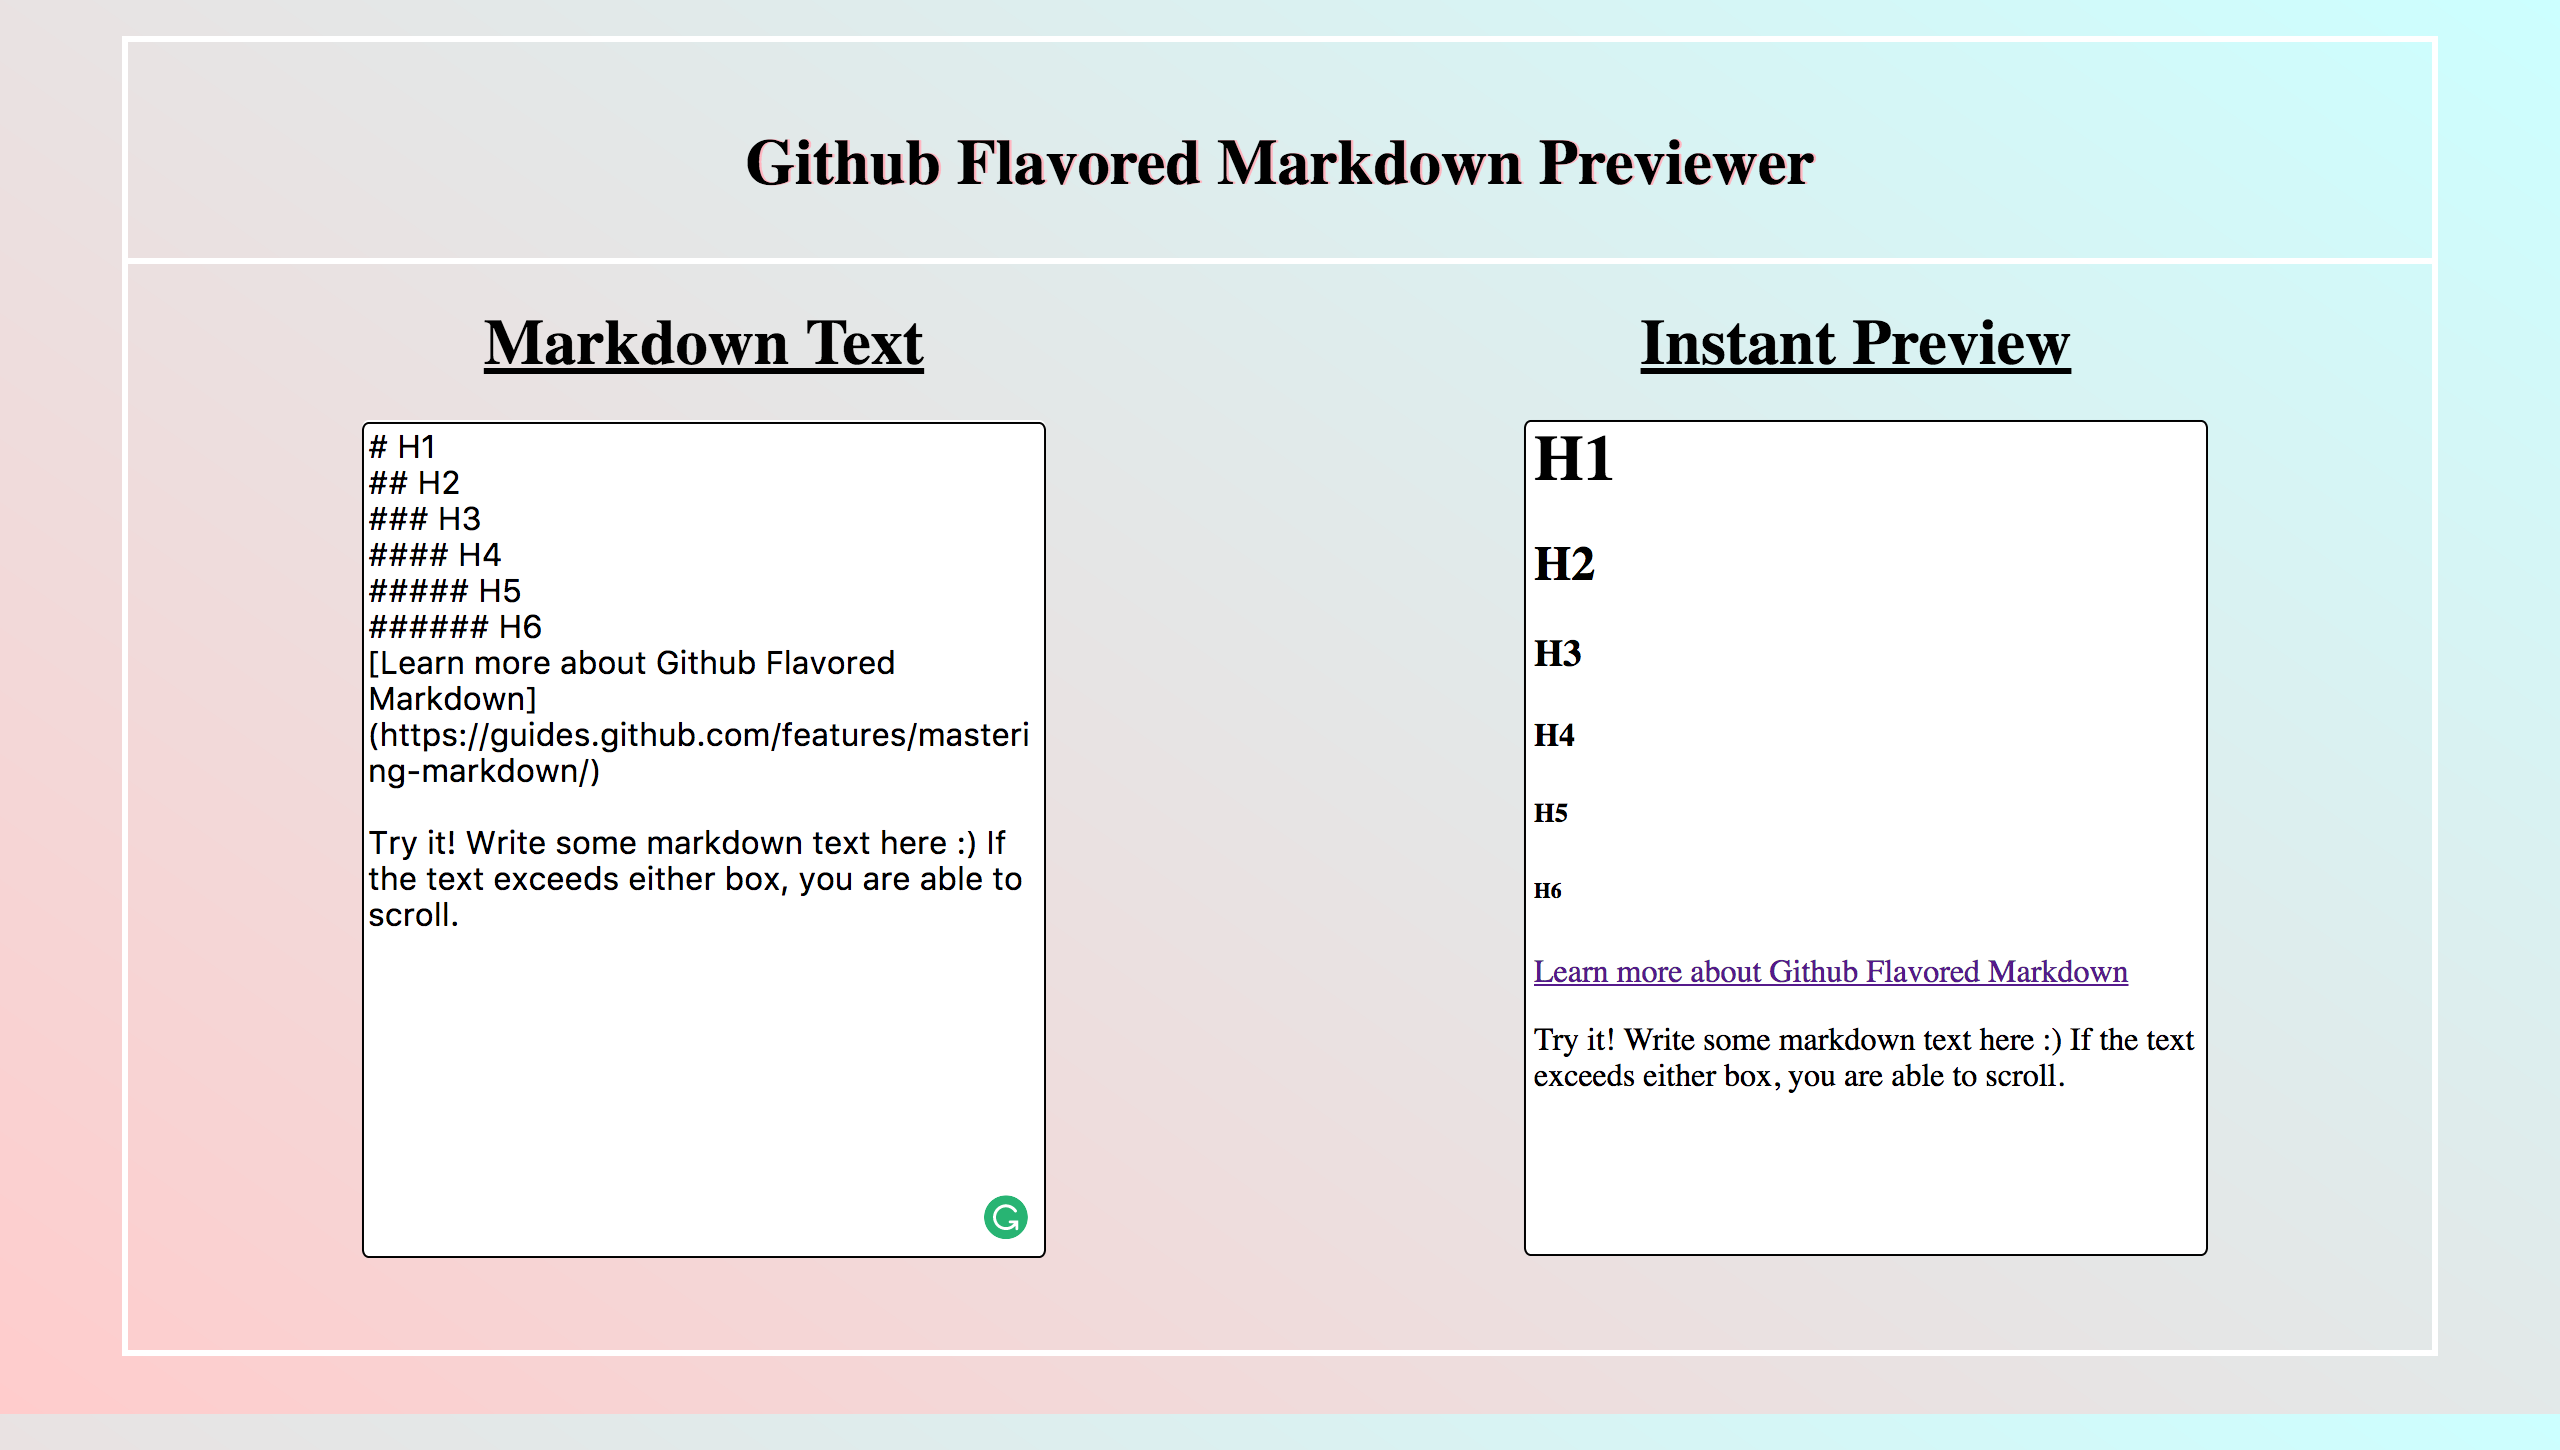 Github Flavored Markdown Previewer
Markdown Text
# H1
## H2
### H3
#### H4
##### H5
###### H6
[Learn more about Github Flavored
Markdown]
(https://guides.github.com/features/masteri
ng-markdown/)
Try it! Write some markdown text here :) If
the text exceeds either box, you are able to
scroll.
Instant Preview
H1
H2
H3
H4
H5
H6
Learn more about Github Flavored Markdown
Try it! Write some markdown text here :) If the text
exceeds either box, you are able to scroll.